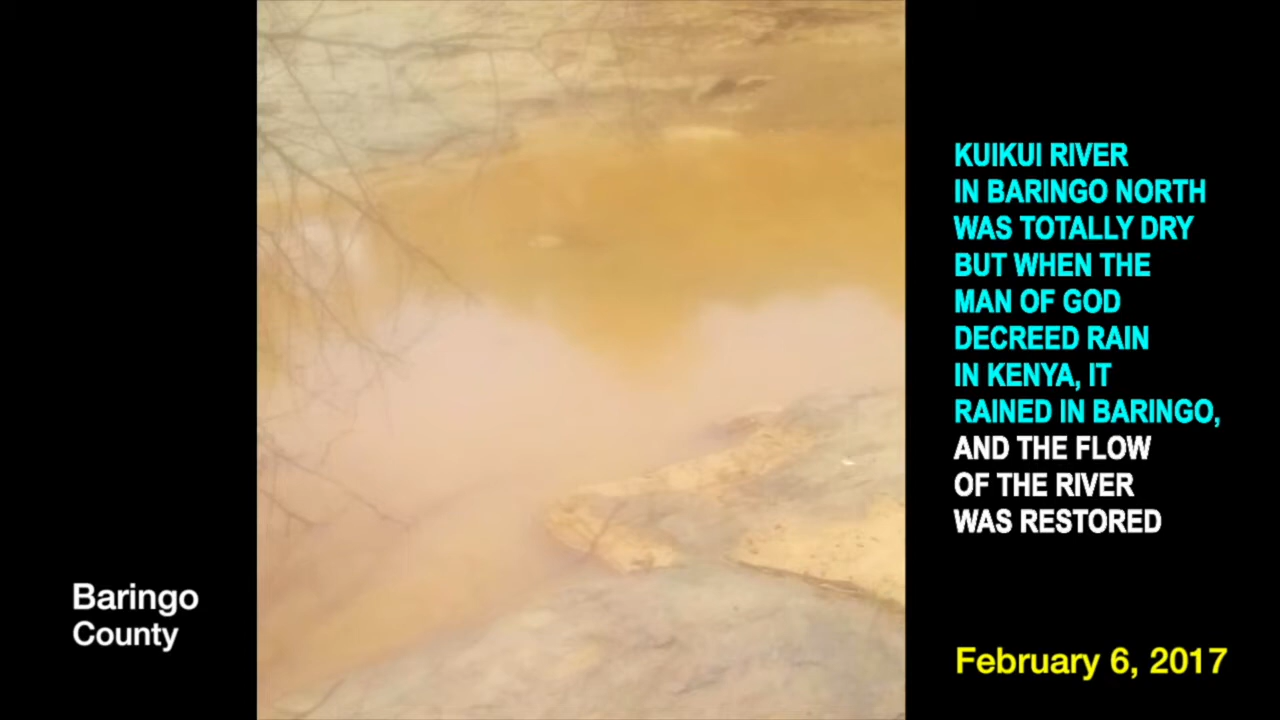 KUIKUI RIVER
IN BARINGO NORTH
WAS TOTALLY DRY
BUT WHEN THE
MAN OF GOD
DECREED RAIN
IN KENYA, IT
RAINED IN BARINGO,
AND THE FLOW
OF THE RIVER
WAS RESTORED
Baringo
County
February 6, 2017